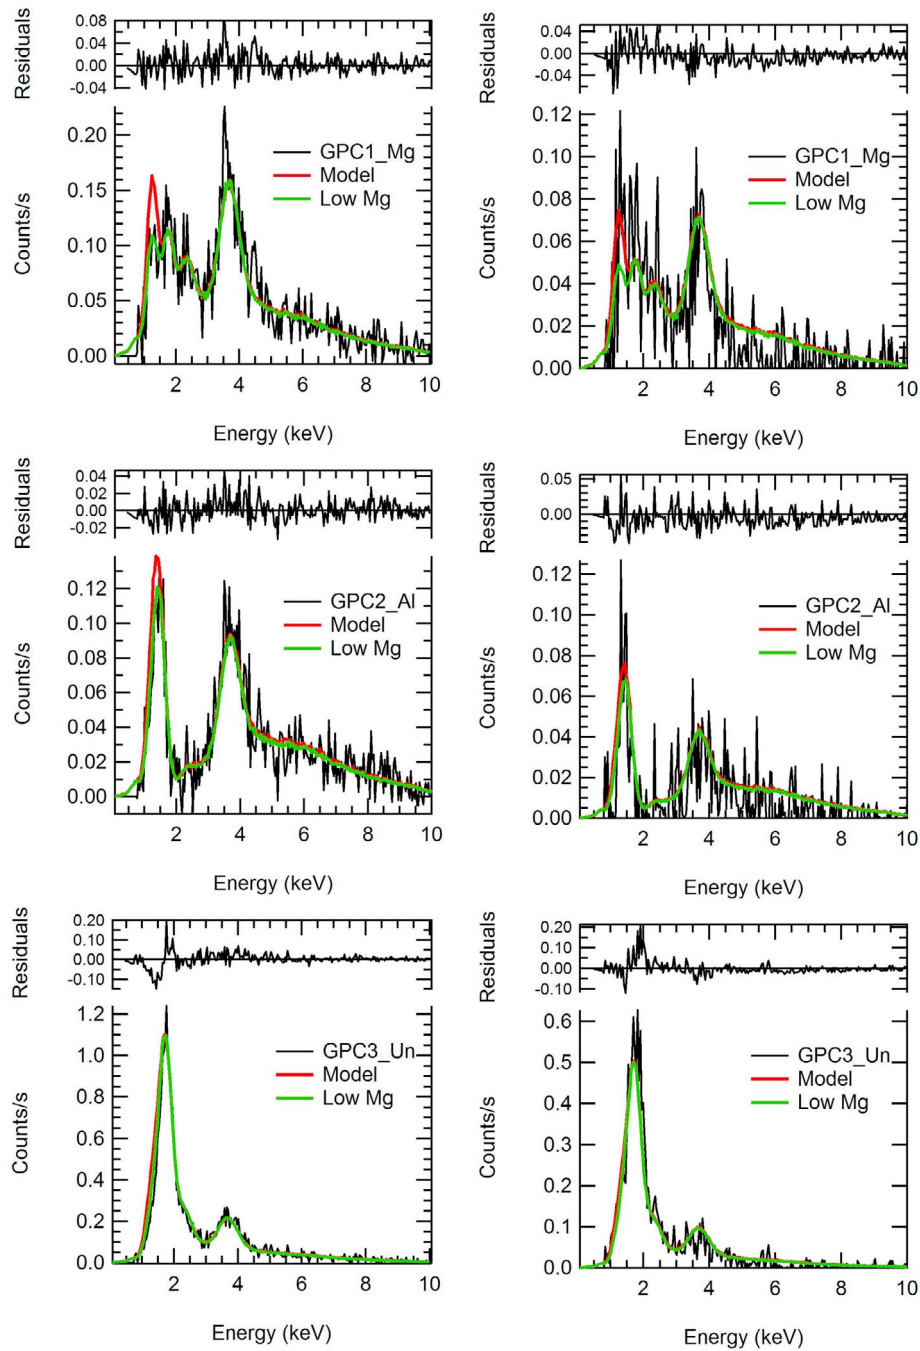 Residuals
0.08
0.04
0.00
-0.04
Counts/s
0.20
0.15
0.10
0.05
0.00
GPC1_Mg
Model
Low Mg
2 4 6 8 10
Energy (keV)
Residuals
0.04
0.00
-0.04
Counts/s
0.12
0.10
0.08
0.06
0.04
0.02
0.00
GPC1_Mg
Model
Low Mg
2 4 6 8 10
Energy (keV)
Residuals
0.04
0.02
0.00
-0.02
Counts/s
0.12
0.10
0.08
0.06
0.04
0.02
0.00
GPC2_Al
Model
Low Mg
2 4 6 8 10
Energy (keV)
Residuals
0.05
0.00
Counts/s
0.12
0.10
0.08
0.06
0.04
0.02
0.00
GPC2_Al
Model
Low Mg
2 4 6 8 10
Energy (keV)
Residuals
0.20
0.10
0.00
-0.10
Counts/s
1.2
1.0
0.8
0.6
0.4
0.2
0.0
GPC3_Un
Model
Low Mg
2 4 6 8 10
Energy (keV)
Residuals
0.20
0.10
0.00
-0.10
Counts/s
0.6
0.5
0.4
0.3
0.2
0.1
0.0
GPC3_Un
Model
Low Mg
2 4 6 8 10
Energy (keV)